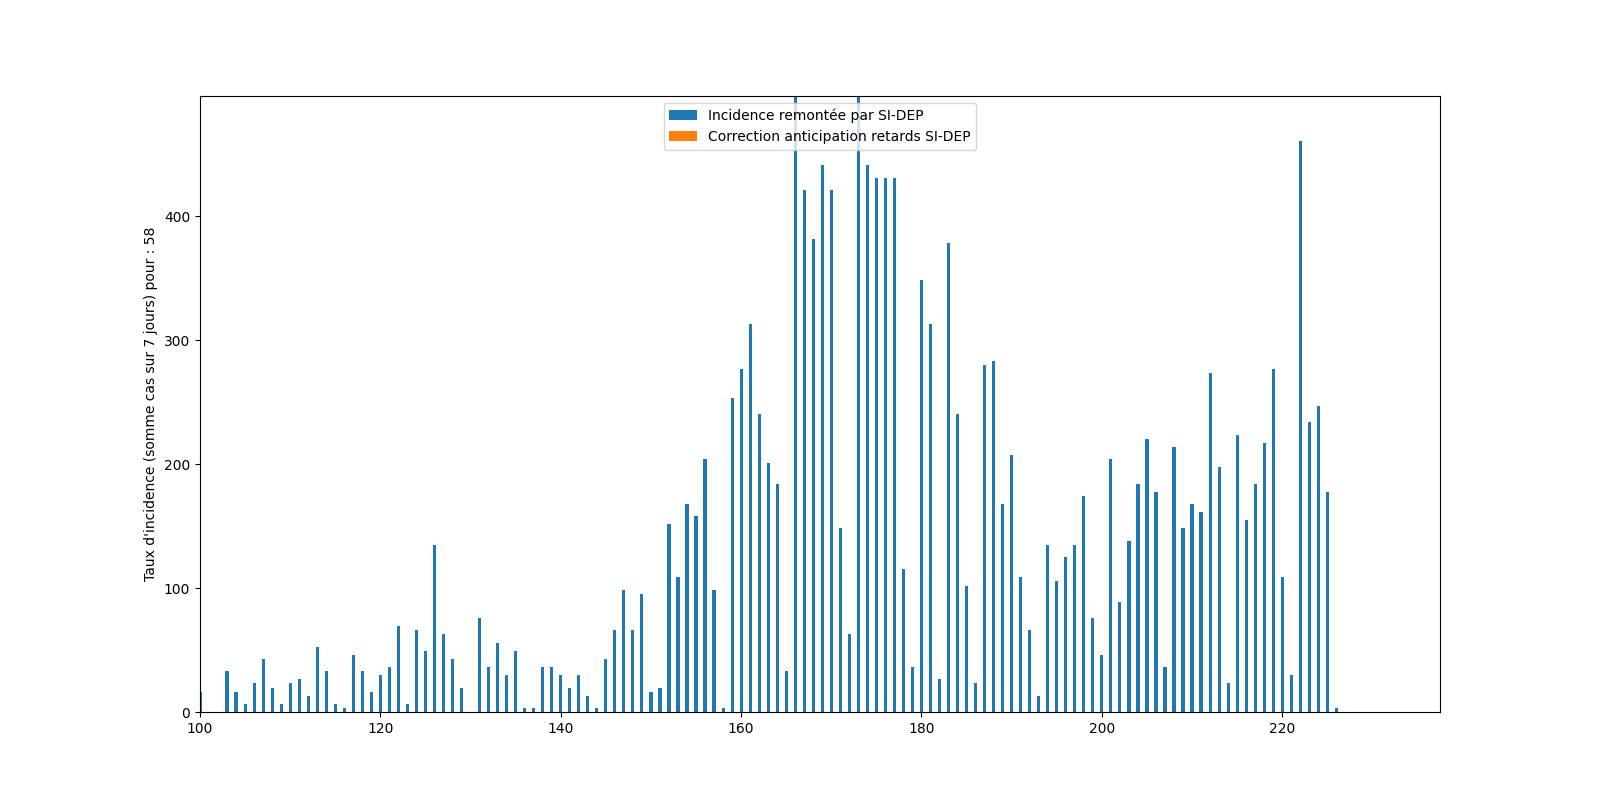 Incidence remontée par SI-DEP
Correction anticipation retards SI-DEP
Taux d'incidence (somme cas sur 7 jours) pour : 58
400
300
200
100
0
100 120 140 160 180 200 220